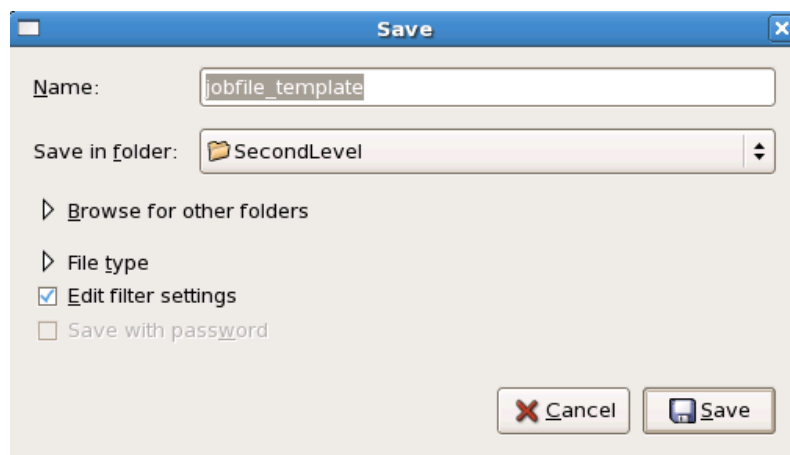 Save
Name: jobfile_template
Save in folder: SecondLevel
Browse for other folders
File type
Edit filter settings
Save with password
Cancel Save